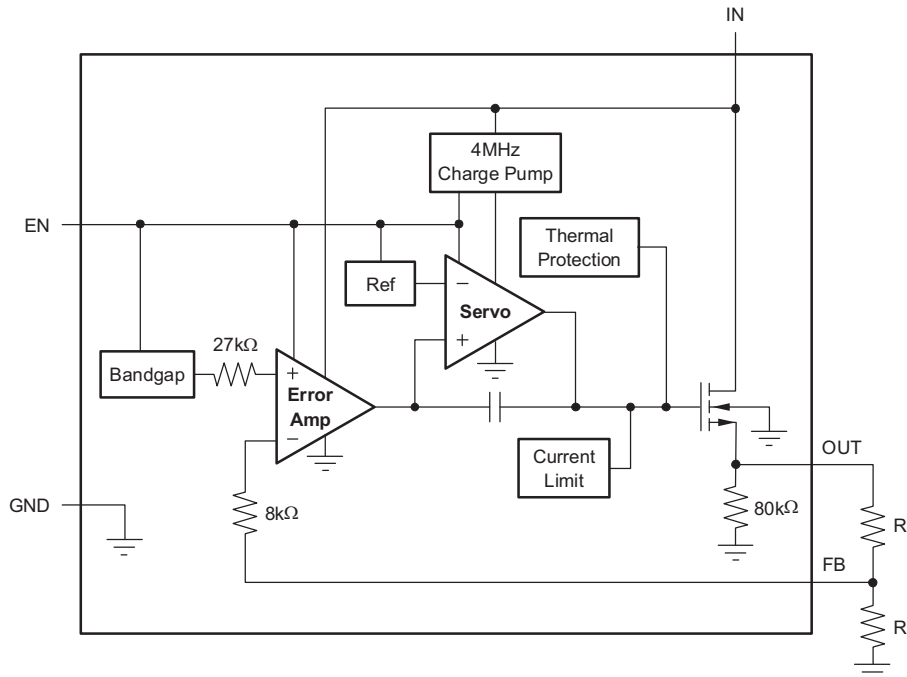 IN
4MHz
Charge Pump
EN
Thermal
Protection
Ref
−
Servo
+
27kΩ
Bandgap
+
Error
Amp
−
Current
Limit
OUT
GND
8kΩ
80kΩ
R
FB
R